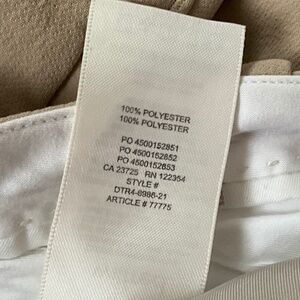 100% POLYESTER
100% POLYESTER
PO 4500152851
PO 4500152852
PO 4500152853
CA 23725 RN 122354
STYLE #
DTR4-6986-21
ARTICLE # 77775